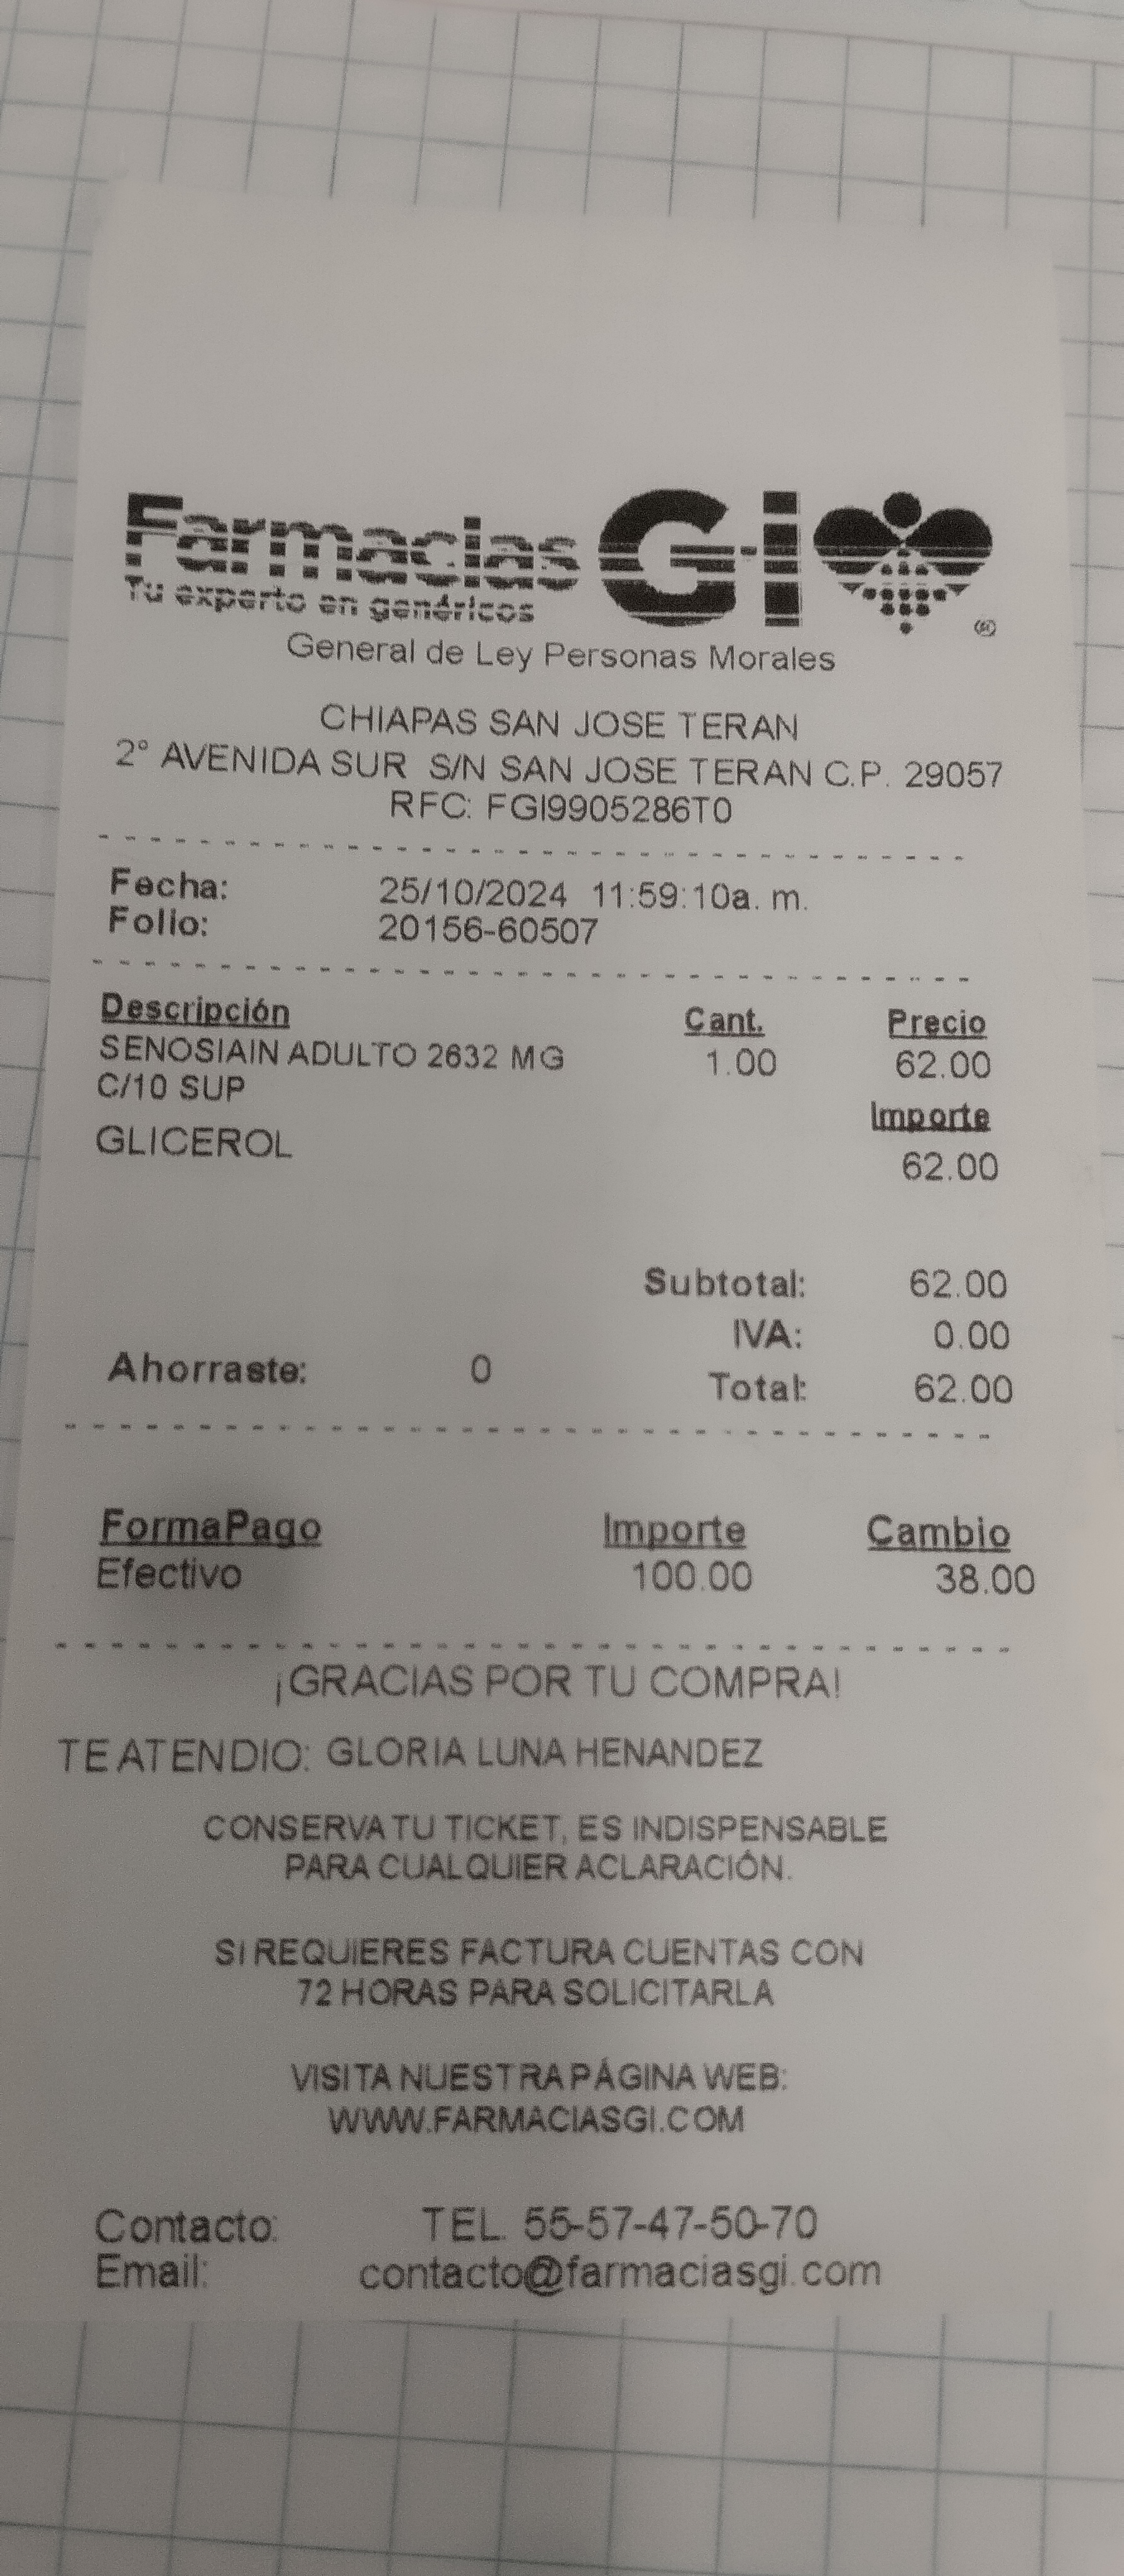 Farmacias G·I ®
Tu experto en genéricos
General de Ley Personas Morales
CHIAPAS SAN JOSE TERAN
2° AVENIDA SUR S/N SAN JOSE TERAN C.P. 29057
RFC: FGI9905286T0
Fecha: 25/10/2024 11:59:10a. m.
Folio: 20156-60507
Descripción Cant. Precio
SENOSIAIN ADULTO 2632 MG 1.00 62.00
C/10 SUP
Importe
GLICEROL
62.00
Subtotal: 62.00
IVA: 0.00
Ahorraste: 0
Total: 62.00
FormaPago Importe Cambio
Efectivo 100.00 38.00
¡GRACIAS POR TU COMPRA!
TE ATENDIO: GLORIA LUNA HENANDEZ
CONSERVA TU TICKET, ES INDISPENSABLE
PARA CUALQUIER ACLARACIÓN.
SI REQUIERES FACTURA CUENTAS CON
72 HORAS PARA SOLICITARLA
VISITA NUESTRA PÁGINA WEB:
WWW.FARMACIASGI.COM
Contacto: TEL. 55-57-47-50-70
Email: contacto@farmaciasgi.com